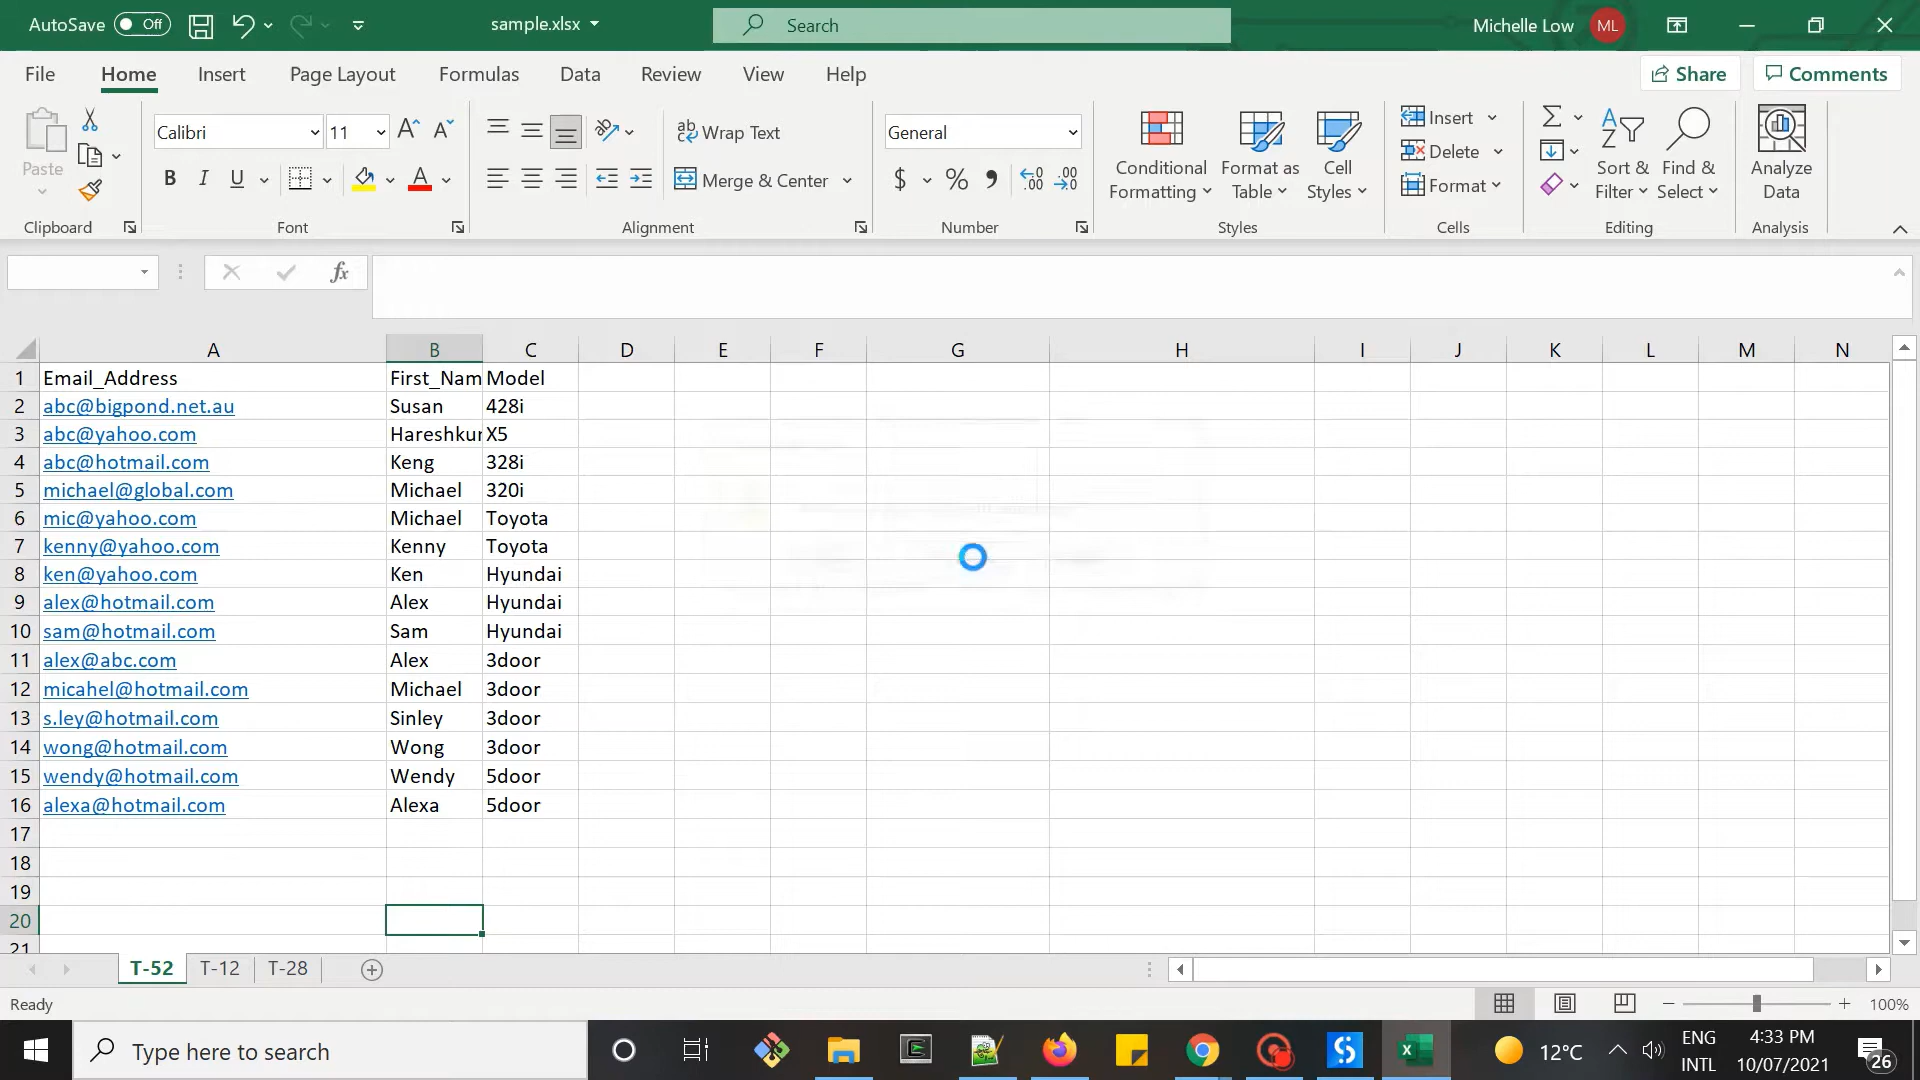 AutoSave Off sample.xlsx Search Michelle Low ML
File Home Insert Page Layout Formulas Data Review View Help Share Comments
Calibri 11 Wrap Text General Insert
Paste Conditional Format as Cell Sort & Find & Analyze
Merge & Center $ % Formatting Table Styles Delete Filter Select Data
B I U A Format
Clipboard Font Alignment Number Styles Cells Editing Analysis
fx
A B C D E F G H I J K L M N
1 Email_Address First_Nam Model
2 abc@bigpond.net.au Susan 428i
3 abc@yahoo.com Hareshkur X5
4 abc@hotmail.com Keng 328i
5 michael@global.com Michael 320i
6 mic@yahoo.com Michael Toyota
7 kenny@yahoo.com Kenny Toyota
8 ken@yahoo.com Ken Hyundai
9 alex@hotmail.com Alex Hyundai
10 sam@hotmail.com Sam Hyundai
11 alex@abc.com Alex 3door
12 micahel@hotmail.com Michael 3door
13 s.ley@hotmail.com Sinley 3door
14 wong@hotmail.com Wong 3door
15 wendy@hotmail.com Wendy 5door
16 alexa@hotmail.com Alexa 5door
17
18
19
20
21
T-52 T-12 T-28
Ready 100%
Type here to search 12°C ENG 4:33 PM
INTL 10/07/2021 26